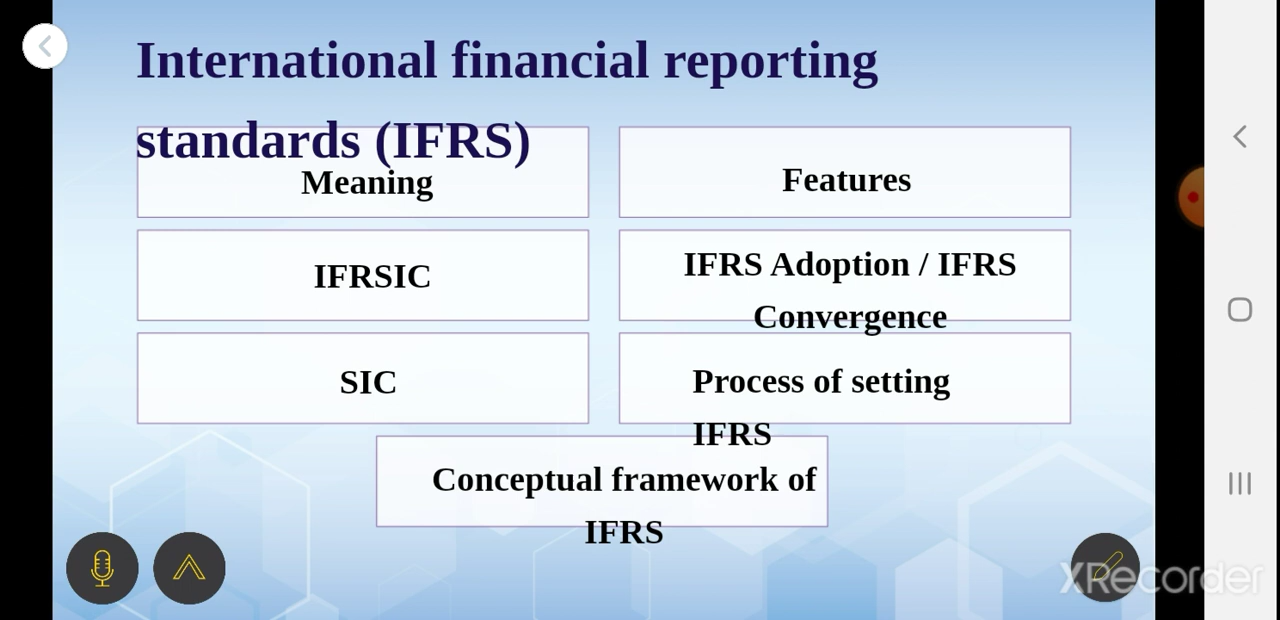 International financial reporting
standards (IFRS)
Meaning
Features
IFRSIC
IFRS Adoption / IFRS
Convergence
SIC
Process of setting
IFRS
Conceptual framework of
IFRS
XRecorder